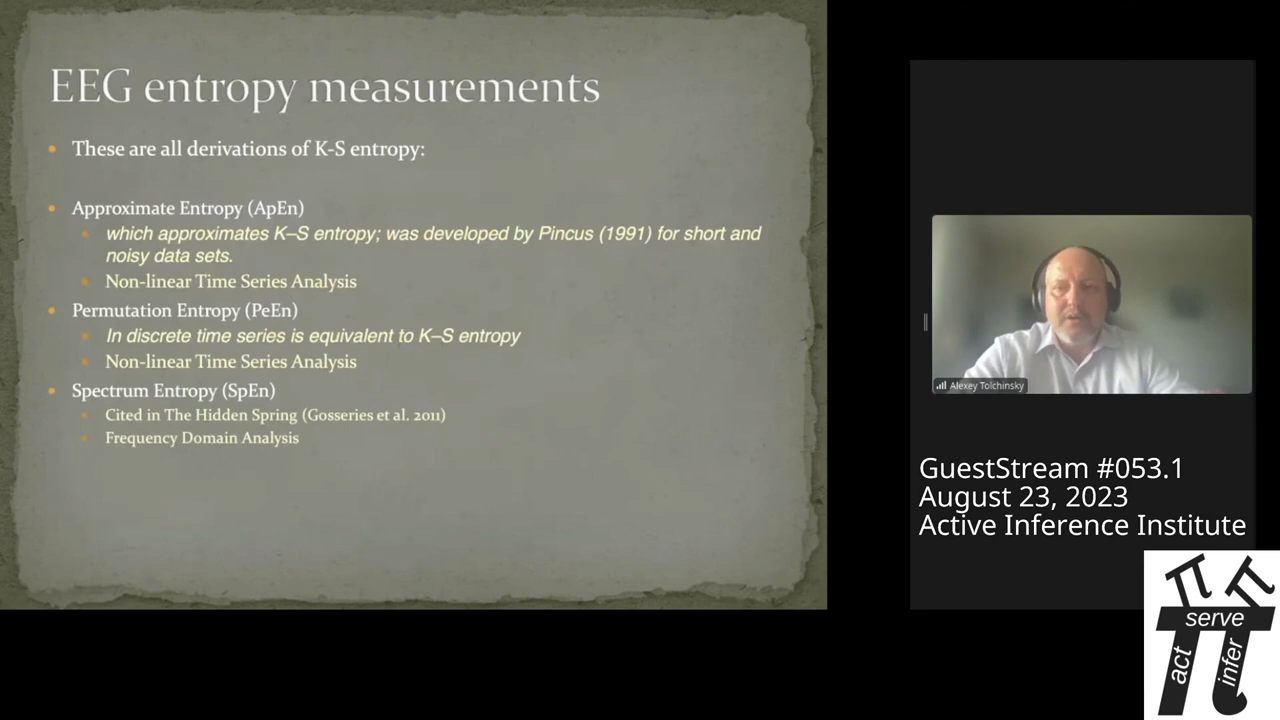 EEG entropy measurements
These are all derivations of K-S entropy:
Approximate Entropy (ApEn)
which approximates K–S entropy; was developed by Pincus (1991) for short and
noisy data sets.
Non-linear Time Series Analysis
Permutation Entropy (PeEn)
In discrete time series is equivalent to K–S entropy
Non-linear Time Series Analysis
Spectrum Entropy (SpEn)
Cited in The Hidden Spring (Gosseries et al. 2011)
Frequency Domain Analysis
Alexey Tolchinsky
GuestStream #053.1
August 23, 2023
Active Inference Institute
serve
act
infer